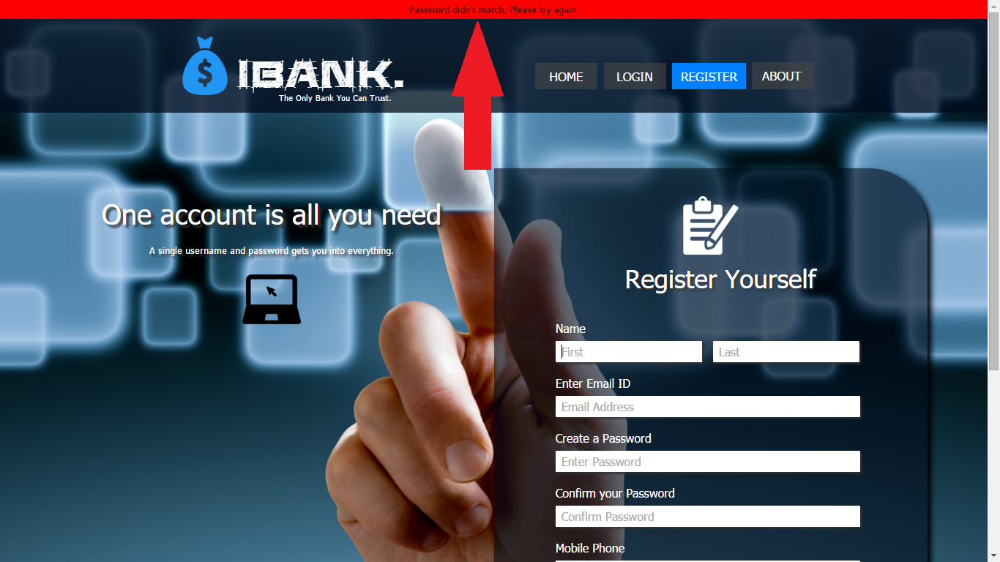 Password didn't match. Please try again.
IBANK.
The Only Bank You Can Trust.
HOME LOGIN REGISTER ABOUT
One account is all you need
A single username and password gets you into everything.
Register Yourself
Name
First Last
Enter Email ID
Email Address
Create a Password
Enter Password
Confirm your Password
Confirm Password
Mobile Phone